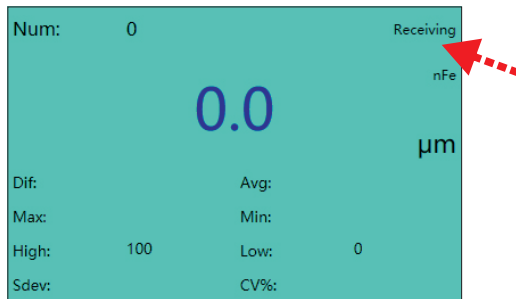 Num: 0 Receiving
nFe
0.0
µm
Dif: Avg:
Max: Min:
High: 100 Low: 0
Sdev: CV%: